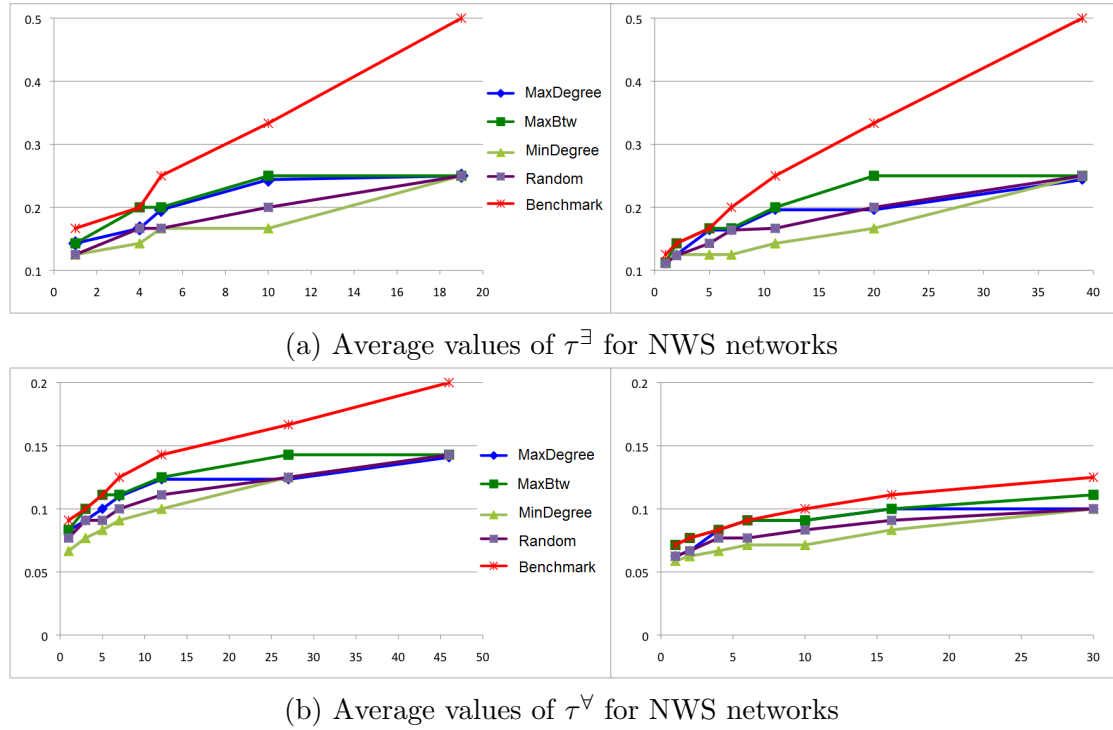 0.5
0.4
0.3
0.2
0.1
0 2 4 6 8 10 12 14 16 18 20
MaxDegree
MaxBtw
MinDegree
Random
Benchmark
0.5
0.4
0.3
0.2
0.1
0 5 10 15 20 25 30 35 40
(a) Average values of τ^∃ for NWS networks
0.2
0.15
0.1
0.05
0
0 5 10 15 20 25 30 35 40 45 50
MaxDegree
MaxBtw
MinDegree
Random
Benchmark
0.2
0.15
0.1
0.05
0
0 5 10 15 20 25 30
(b) Average values of τ^∀ for NWS networks